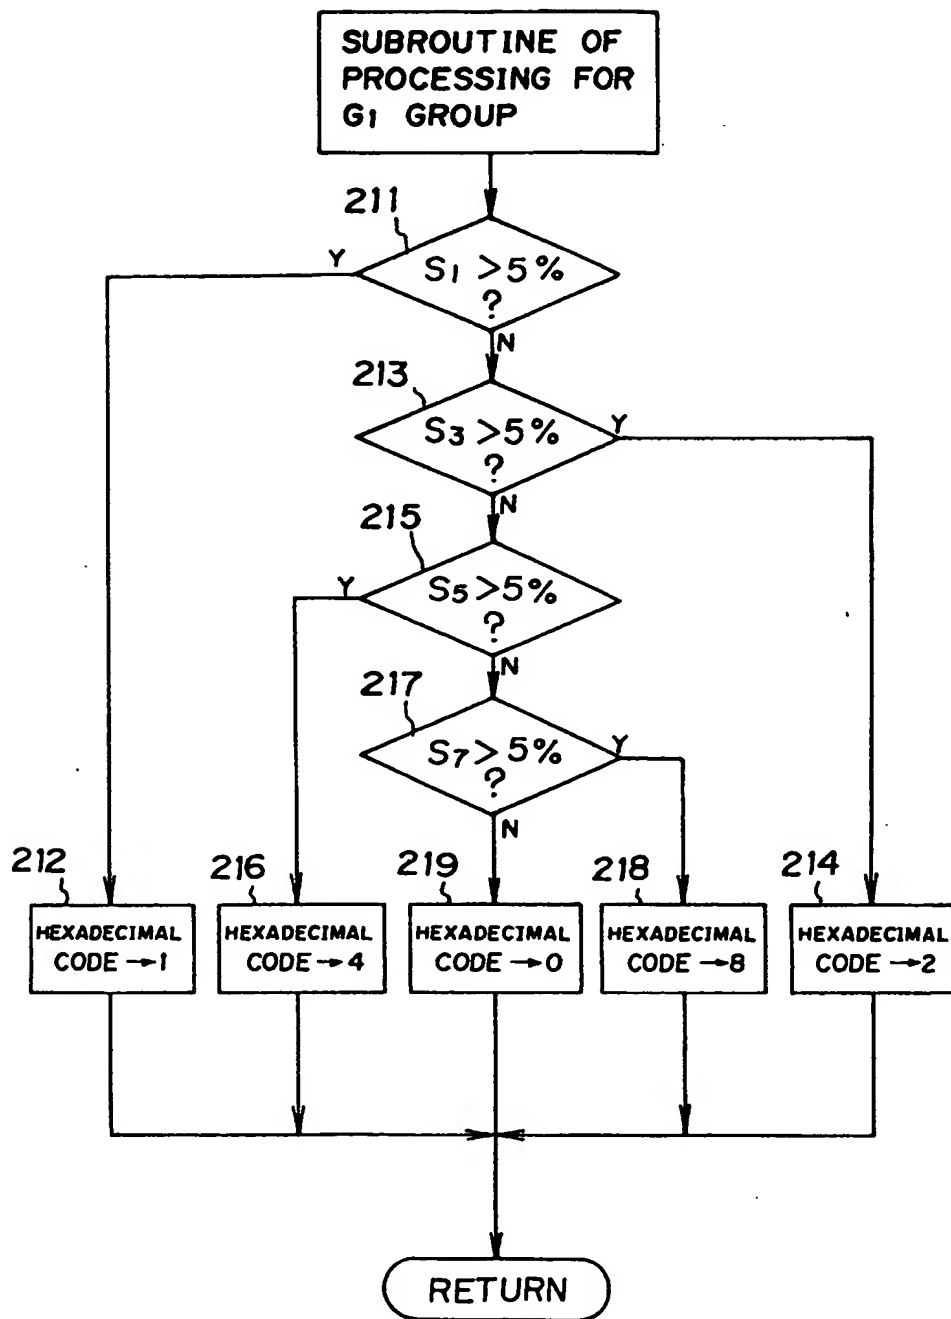 SUBROUTINE OF
PROCESSING FOR
G1 GROUP
211
Y
S1 >5%
?
N
213
Y
S3 >5%
?
N
215
Y
S5 >5%
?
N
217
Y
S7 >5%
?
N
212
216
219
218
214
HEXADECIMAL
CODE →1
HEXADECIMAL
CODE →4
HEXADECIMAL
CODE →0
HEXADECIMAL
CODE →8
HEXADECIMAL
CODE →2
RETURN